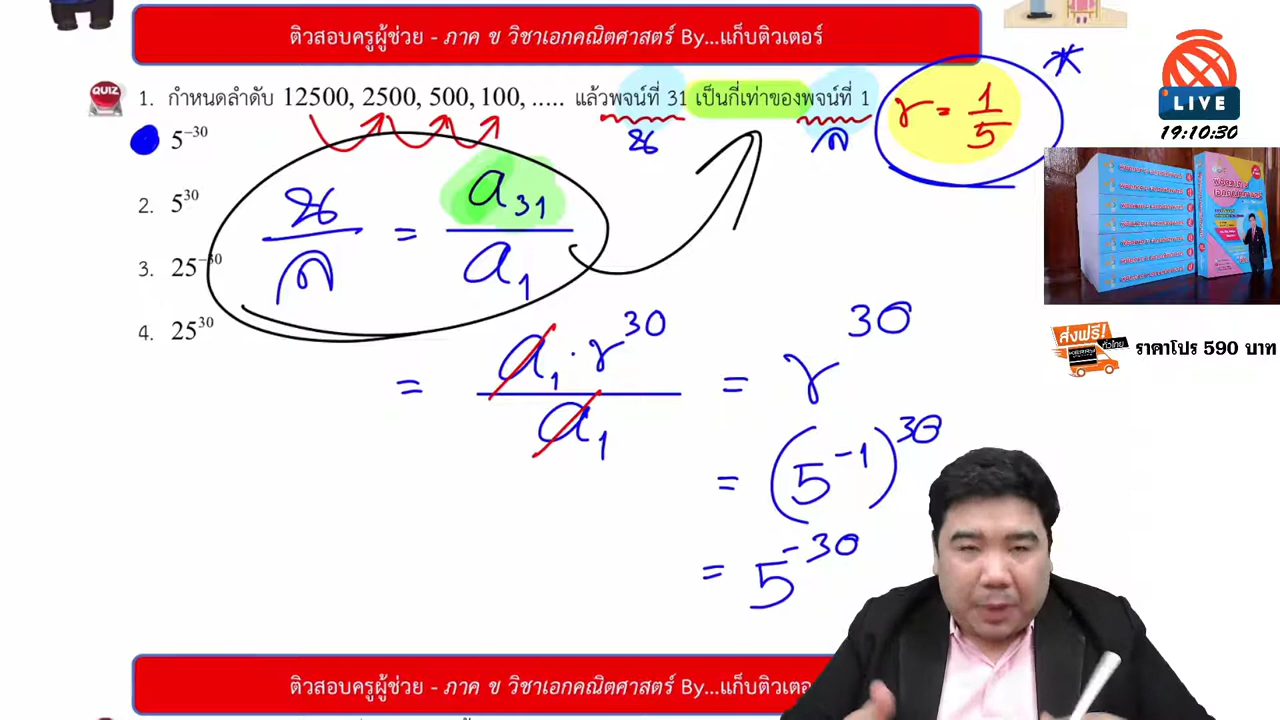 ติวสอบครูผู้ช่วย - ภาค ข วิชาเอกคณิตศาสตร์ By...แก็บติวเตอร์
QUIZ
1. กำหนดลำดับ 12500, 2500, 500, 100, ..... แล้วพจน์ที่ 31 เป็นกี่เท่าของพจน์ที่ 1
r = 1/5
LIVE
19:10:30
5^-30
2. 5^30
3. 25^-30
4. 25^30
= a31/a1
= a1·r^30/a1 = r^30
= (5^-1)^30
= 5^-30
ส่งฟรี!
ทั่วไทย
KERRY
ราคาโปร 590 บาท
ติวสอบครูผู้ช่วย - ภาค ข วิชาเอกคณิตศาสตร์ By...แก็บติวเตอ